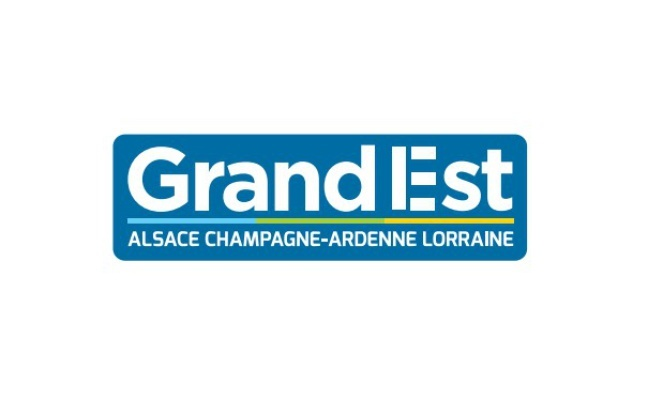 Grand Est
ALSACE CHAMPAGNE-ARDENNE LORRAINE